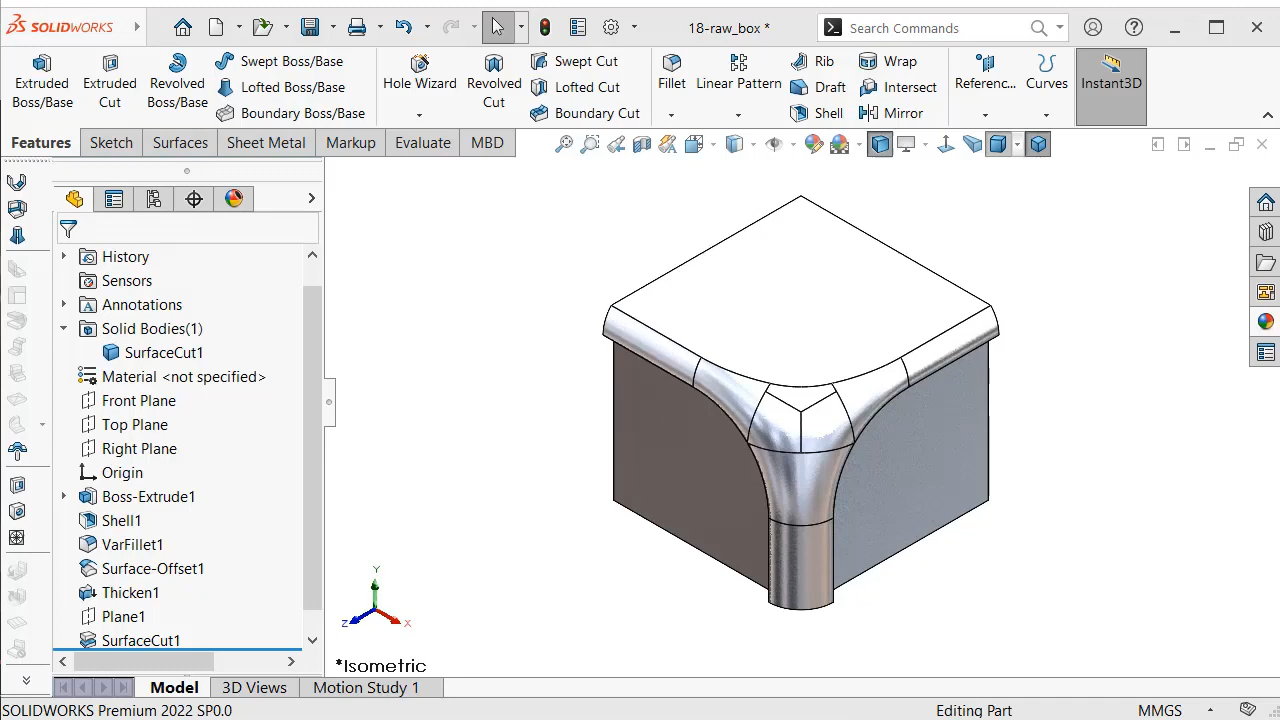 SOLIDWORKS
18-raw_box *
Search Commands
Extruded Boss/Base
Extruded Cut
Revolved Boss/Base
Swept Boss/Base
Lofted Boss/Base
Boundary Boss/Base
Hole Wizard
Revolved Cut
Swept Cut
Lofted Cut
Boundary Cut
Fillet
Linear Pattern
Rib
Draft
Shell
Wrap
Intersect
Mirror
Referenc...
Curves
Instant3D
Features
Sketch
Surfaces
Sheet Metal
Markup
Evaluate
MBD
History
Sensors
Annotations
Solid Bodies(1)
SurfaceCut1
Material <not specified>
Front Plane
Top Plane
Right Plane
Origin
Boss-Extrude1
Shell1
VarFillet1
Surface-Offset1
Thicken1
Plane1
SurfaceCut1
Y
Z
X
*Isometric
Model
3D Views
Motion Study 1
SOLIDWORKS Premium 2022 SP0.0
Editing Part
MMGS